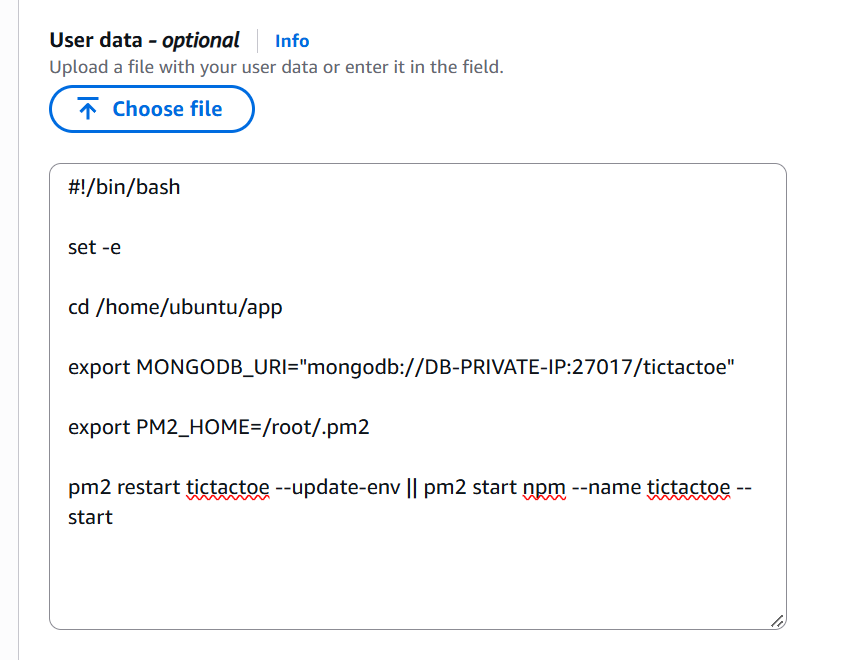 User data - optional Info
Upload a file with your user data or enter it in the field.
Choose file
#!/bin/bash
set -e
cd /home/ubuntu/app
export MONGODB_URI="mongodb://DB-PRIVATE-IP:27017/tictactoe"
export PM2_HOME=/root/.pm2
pm2 restart tictactoe --update-env || pm2 start npm --name tictactoe --
start